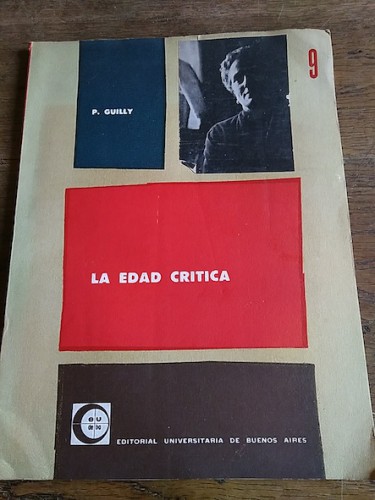 9
P. GUILLY
LA EDAD CRITICA
EDITORIAL UNIVERSITARIA DE BUENOS AIRES